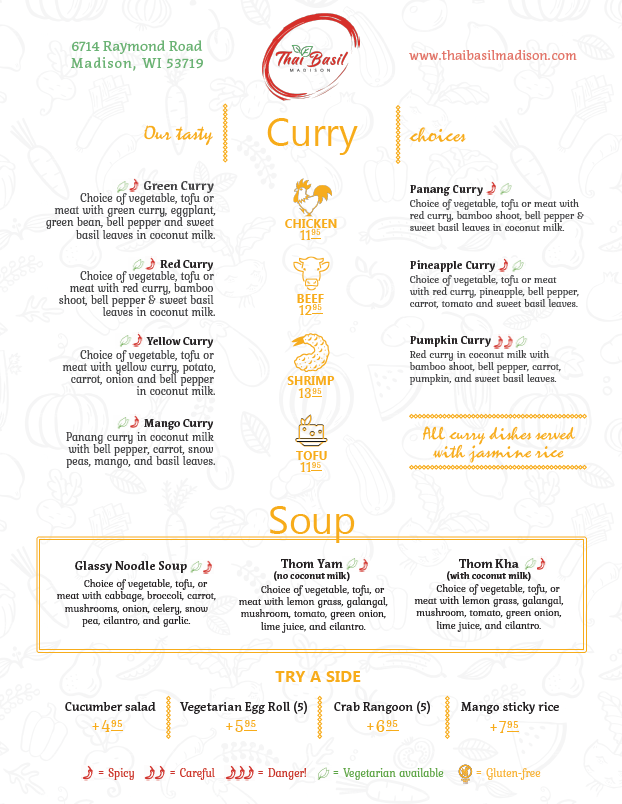 6714 Raymond Road
Madison, WI 53719
Thai Basil
MADISON
www.thaibasilmadison.com
Our tasty
Curry
choices
Green Curry
Choice of vegetable, tofu or
meat with green curry, eggplant,
green bean, bell pepper and sweet
basil leaves in coconut milk.
Red Curry
Choice of vegetable, tofu or
meat with red curry, bamboo
shoot, bell pepper & sweet basil
leaves in coconut milk.
Yellow Curry
Choice of vegetable, tofu or
meat with yellow curry, potato,
carrot, onion and bell pepper
in coconut milk.
Mango Curry
Panang curry in coconut milk
with bell pepper, carrot, snow
peas, mango, and basil leaves.
CHICKEN
11 95
BEEF
12 95
SHRIMP
13 95
TOFU
11 95
Panang Curry
Choice of vegetable, tofu or meat with
red curry, bamboo shoot, bell pepper &
sweet basil leaves in coconut milk.
Pineapple Curry
Choice of vegetable, tofu or meat
with red curry, pineapple, bell pepper,
carrot, tomato and sweet basil leaves.
Pumpkin Curry
Red curry in coconut milk with
bamboo shoot, bell pepper, carrot,
pumpkin, and sweet basil leaves.
All curry dishes served
with jasmine rice
Soup
Glassy Noodle Soup
Choice of vegetable, tofu, or
meat with cabbage, broccoli, carrot,
mushrooms, onion, celery, snow
pea, cilantro, and garlic.
Thom Yam
(no coconut milk)
Choice of vegetable, tofu, or
meat with lemon grass, galangal,
mushroom, tomato, green onion,
lime juice, and cilantro.
Thom Kha
(with coconut milk)
Choice of vegetable, tofu, or
meat with lemon grass, galangal,
mushroom, tomato, green onion,
lime juice, and cilantro.
TRY A SIDE
Cucumber salad
+4 95
Vegetarian Egg Roll (5)
+5 95
Crab Rangoon (5)
+6 95
Mango sticky rice
+7 95
= Spicy = Careful = Danger! = Vegetarian available = Gluten-free